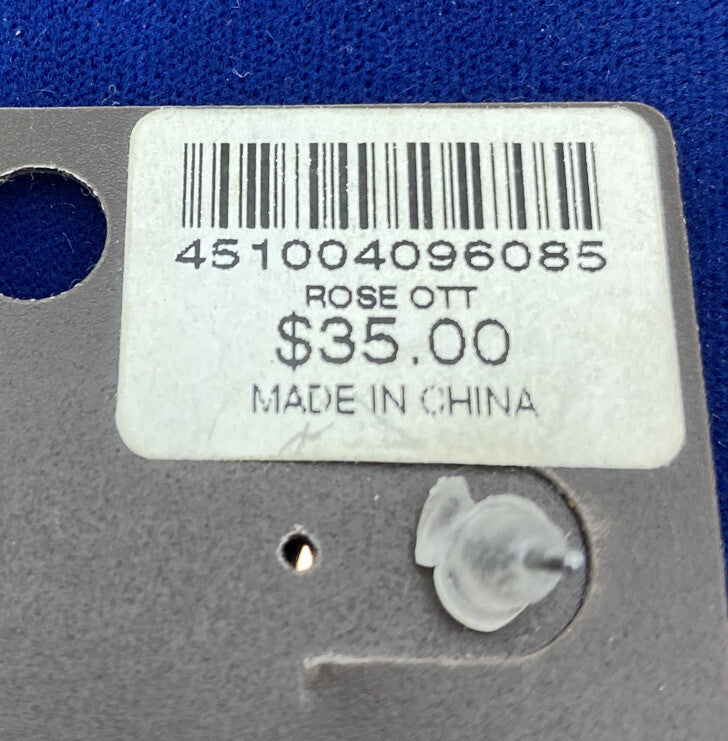 451004096085
ROSE OTT
$35.00
MADE IN CHINA